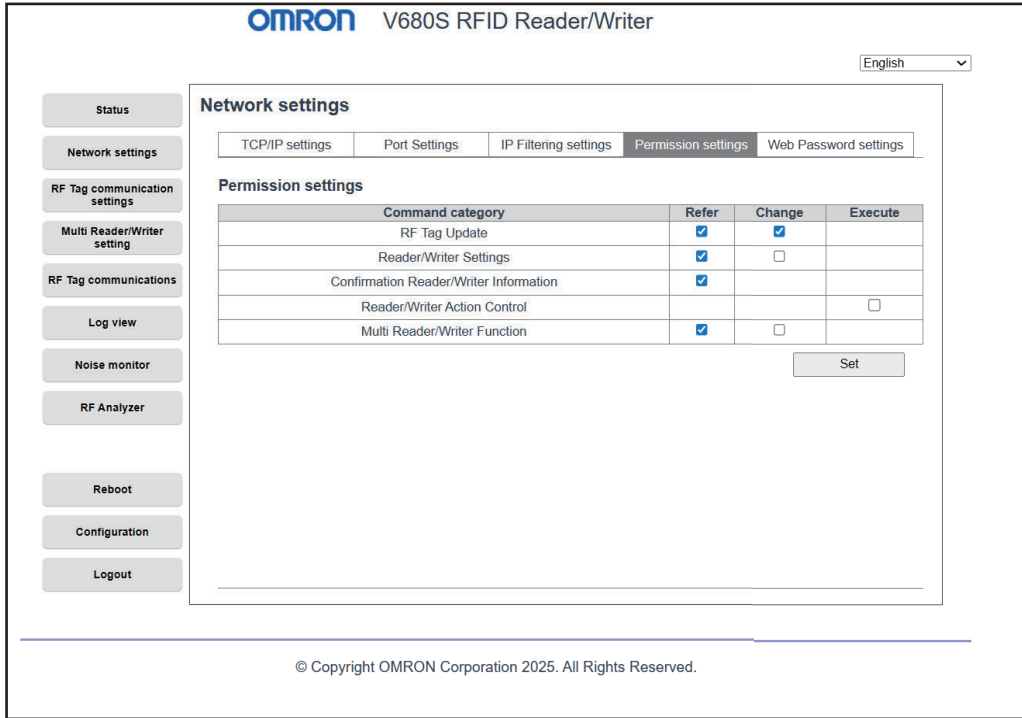 OMRON V680S RFID Reader/Writer
English
Status
Network settings
RF Tag communication
settings
Multi Reader/Writer
setting
RF Tag communications
Log view
Noise monitor
RF Analyzer
Reboot
Configuration
Logout
Network settings
TCP/IP settings Port Settings IP Filtering settings Permission settings Web Password settings
Permission settings
Command category Refer Change Execute
RF Tag Update
Reader/Writer Settings
Confirmation Reader/Writer Information
Reader/Writer Action Control
Multi Reader/Writer Function
Set
© Copyright OMRON Corporation 2025. All Rights Reserved.